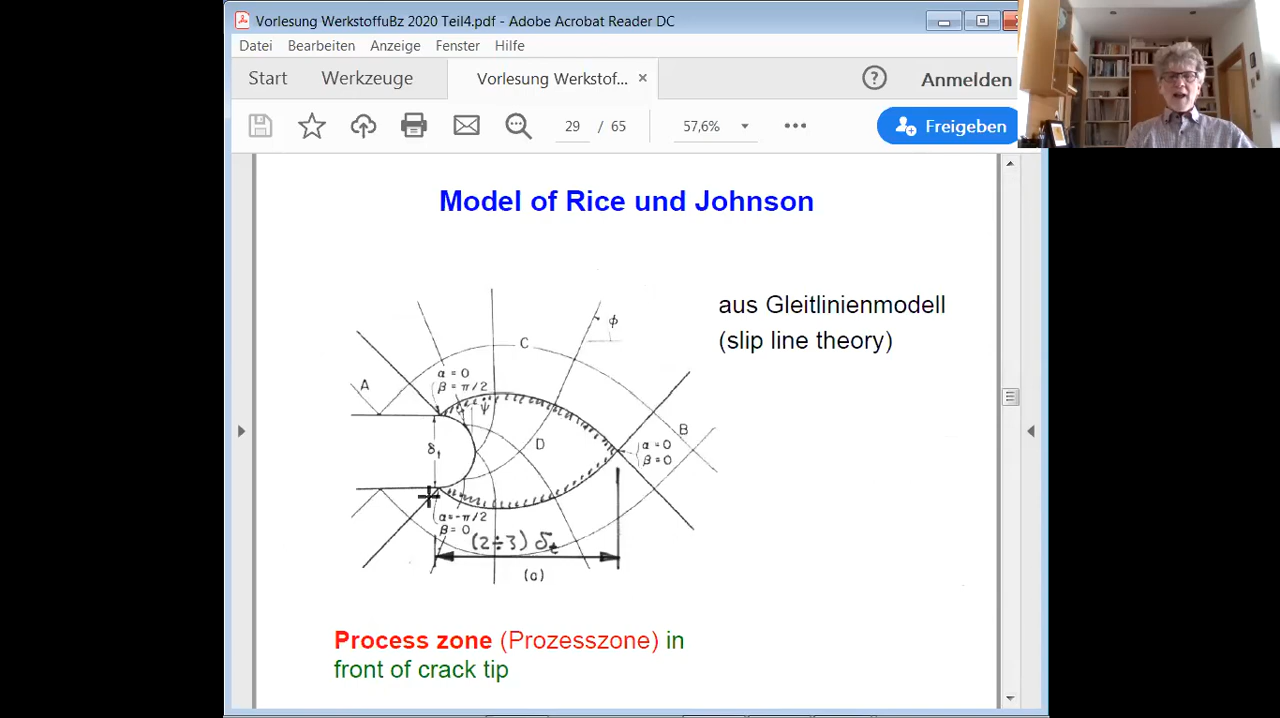 Vorlesung WerkstoffuBz 2020 Teil4.pdf - Adobe Acrobat Reader DC
Datei Bearbeiten Anzeige Fenster Hilfe
Start Werkzeuge Vorlesung Werkstof... × ? Anmelden
29 / 65 57,6% ••• Freigeben
Model of Rice und Johnson
aus Gleitlinienmodell
(slip line theory)
ϕ
C
A
α = 0
β = π/2
ψ
B
δt
D
α = 0
β = 0
α = -π/2
β = 0
(2÷3) δt
(a)
Process zone (Prozesszone) in
front of crack tip